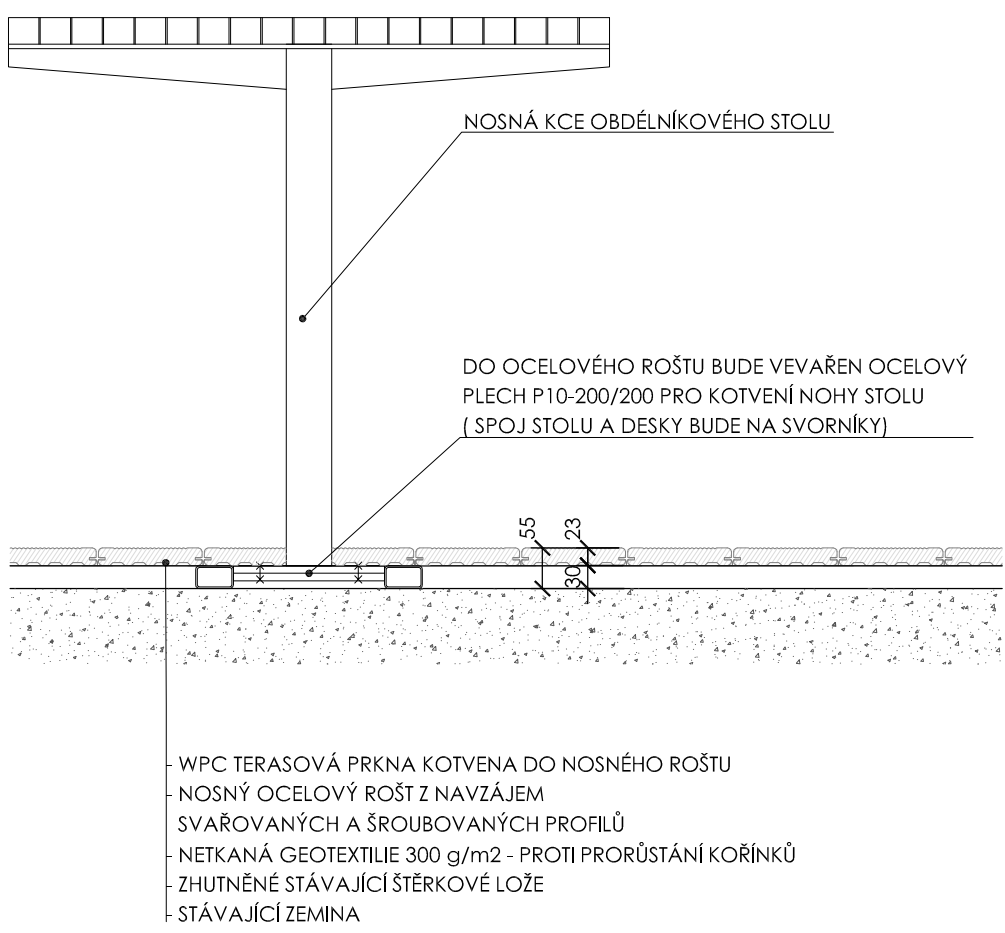 NOSNÁ KCE OBDÉLNÍKOVÉHO STOLU
DO OCELOVÉHO ROŠTU BUDE VEVAŘEN OCELOVÝ
PLECH P10-200/200 PRO KOTVENÍ NOHY STOLU
( SPOJ STOLU A DESKY BUDE NA SVORNÍKY)
55
23
30
- WPC TERASOVÁ PRKNA KOTVENA DO NOSNÉHO ROŠTU
- NOSNÝ OCELOVÝ ROŠT Z NAVZÁJEM
SVAŘOVANÝCH A ŠROUBOVANÝCH PROFILŮ
- NETKANÁ GEOTEXTILIE 300 g/m2 - PROTI PRORŮSTÁNÍ KOŘÍNKŮ
- ZHUTNĚNÉ STÁVAJÍCÍ ŠTĚRKOVÉ LOŽE
- STÁVAJÍCÍ ZEMINA